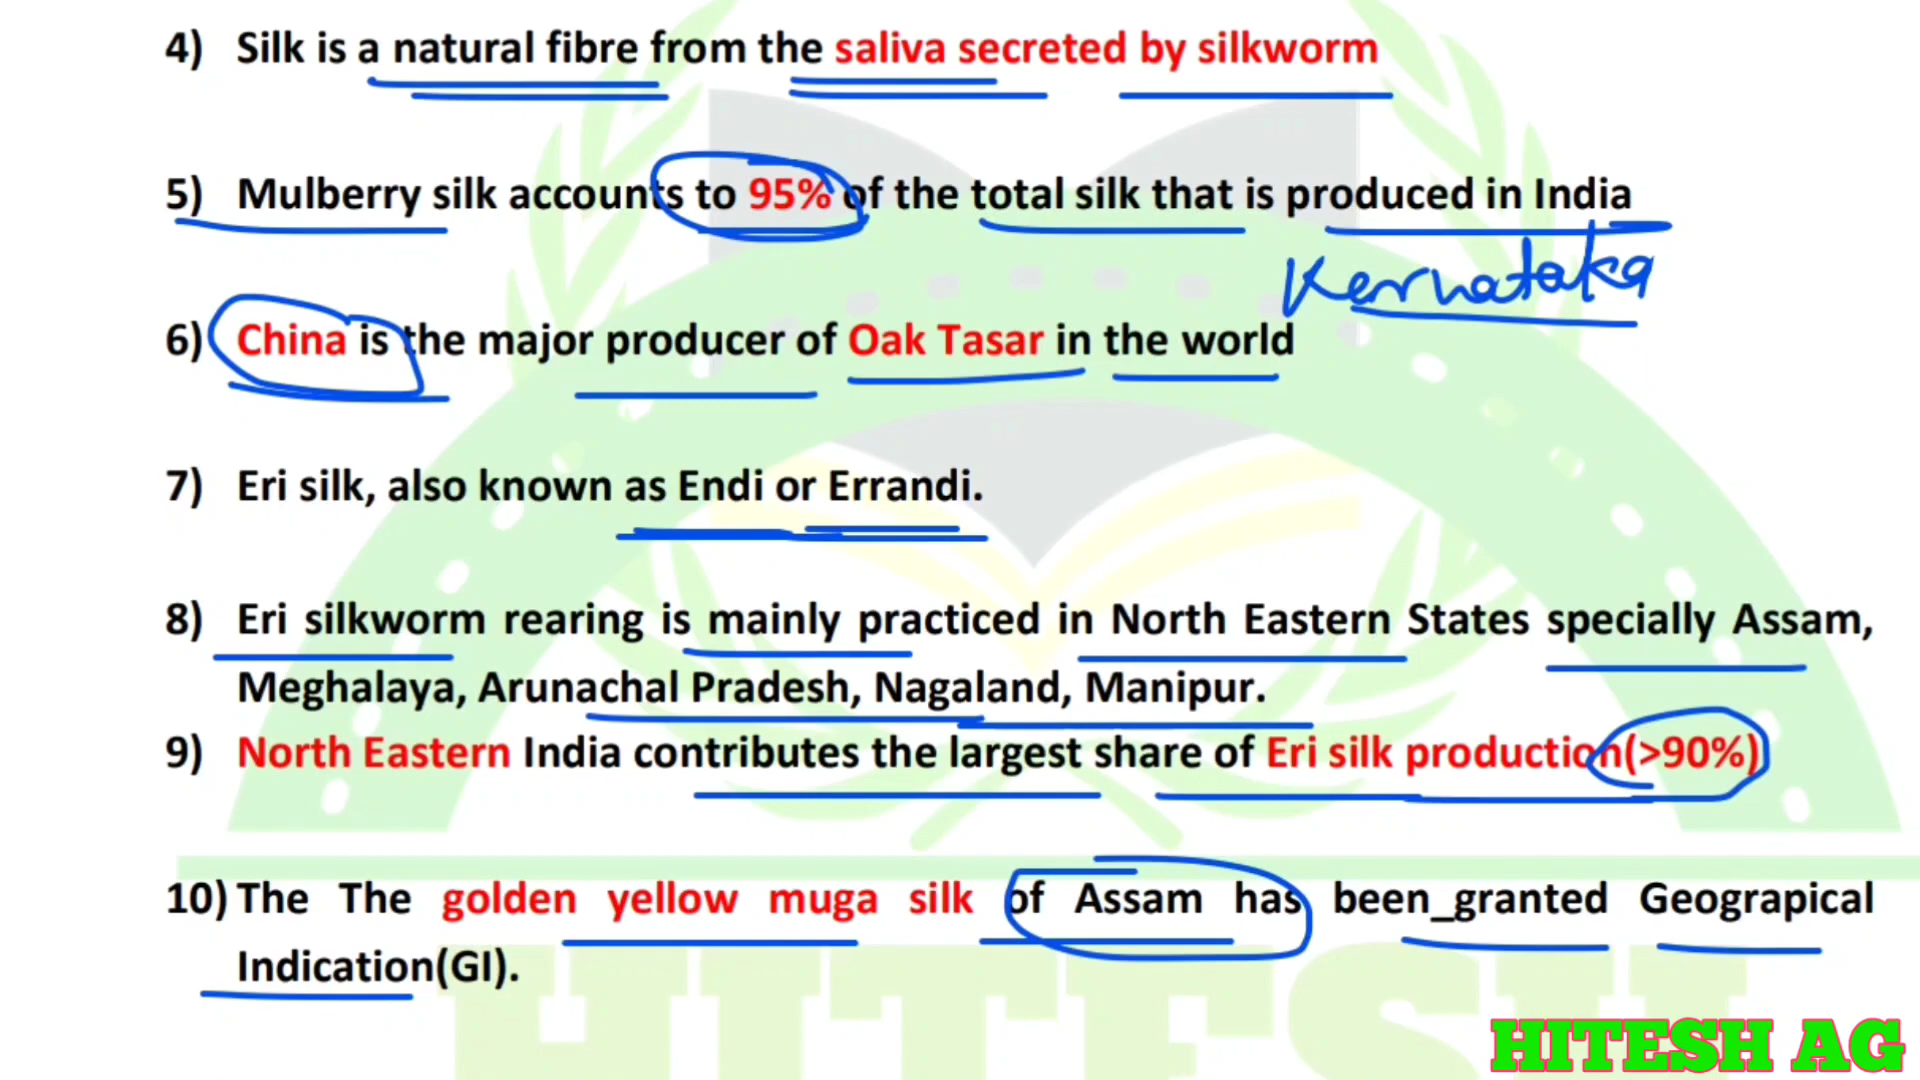 4) Silk is a natural fibre from the saliva secreted by silkworm
5) Mulberry silk accounts to 95% of the total silk that is produced in India
Kernataka
6) China is the major producer of Oak Tasar in the world
7) Eri silk, also known as Endi or Errandi.
8) Eri silkworm rearing is mainly practiced in North Eastern States specially Assam,
Meghalaya, Arunachal Pradesh, Nagaland, Manipur.
9) North Eastern India contributes the largest share of Eri silk production(>90%)
10) The The golden yellow muga silk of Assam has been_granted Geograpical
Indication(GI).
HITESH
HITESH AG